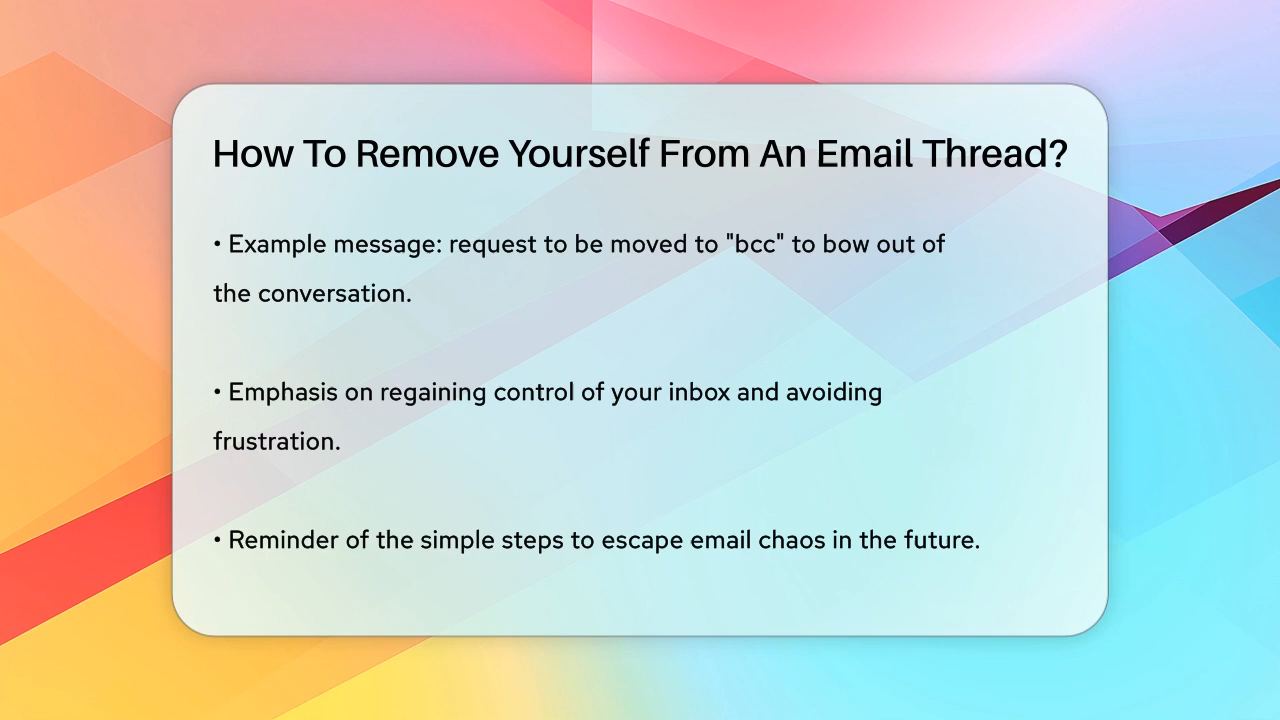 How To Remove Yourself From An Email Thread?
• Example message: request to be moved to "bcc" to bow out of
the conversation.
• Emphasis on regaining control of your inbox and avoiding
frustration.
• Reminder of the simple steps to escape email chaos in the future.